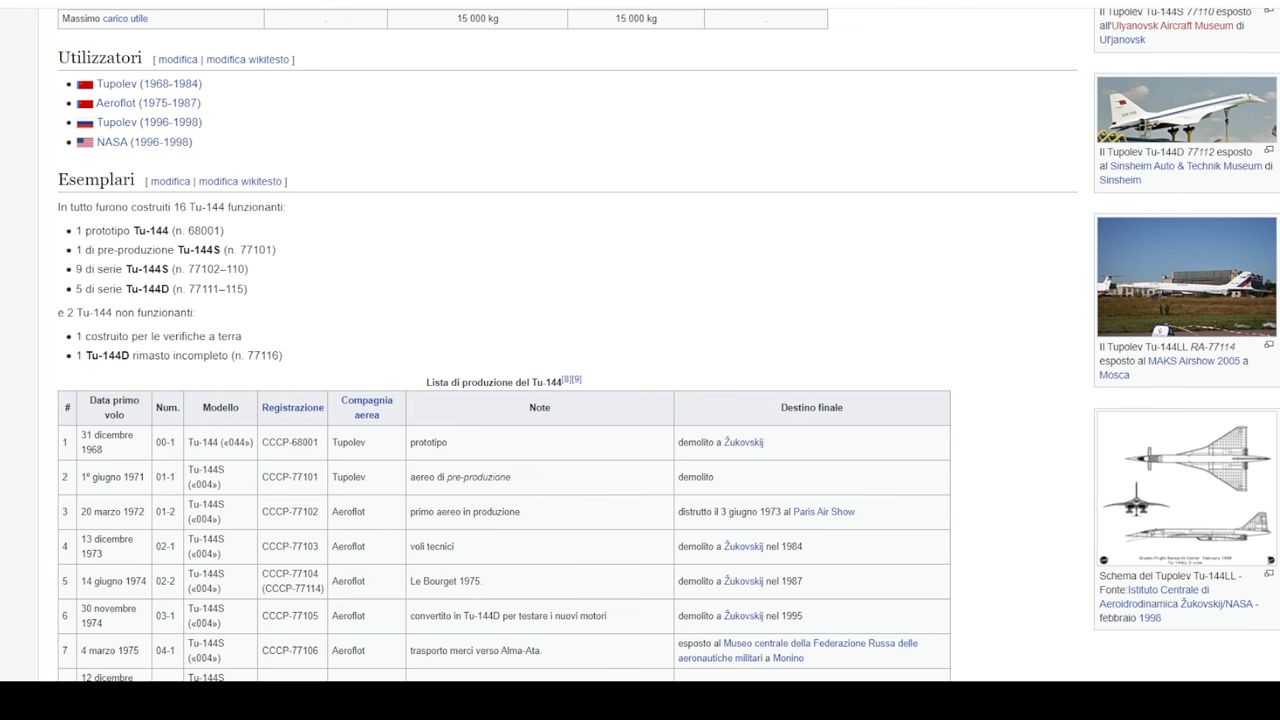 Massimo carico utile . 15 000 kg 15 000 kg .
Utilizzatori [ modifica | modifica wikitesto ]
Tupolev (1968-1984)
Aeroflot (1975-1987)
Tupolev (1996-1998)
NASA (1996-1998)
Esemplari [ modifica | modifica wikitesto ]
In tutto furono costruiti 16 Tu-144 funzionanti:
1 prototipo Tu-144 (n. 68001)
1 di pre-produzione Tu-144S (n. 77101)
9 di serie Tu-144S (n. 77102–110)
5 di serie Tu-144D (n. 77111–115)
e 2 Tu-144 non funzionanti:
1 costruito per le verifiche a terra
1 Tu-144D rimasto incompleto (n. 77116)
Lista di produzione del Tu-144[8][9]
# Data primo volo Num. Modello Registrazione Compagnia aerea Note Destino finale
1 31 dicembre 1968 00-1 Tu-144 («044») CCCP-68001 Tupolev prototipo demolito a Žukovskij
2 1º giugno 1971 01-1 Tu-144S («004») CCCP-77101 Tupolev aereo di pre-produzione demolito
3 20 marzo 1972 01-2 Tu-144S («004») CCCP-77102 Aeroflot primo aereo in produzione distrutto il 3 giugno 1973 al Paris Air Show
4 13 dicembre 1973 02-1 Tu-144S («004») CCCP-77103 Aeroflot voli tecnici demolito a Žukovskij nel 1984
5 14 giugno 1974 02-2 Tu-144S («004») CCCP-77104 (CCCP-77114) Aeroflot Le Bourget 1975. demolito a Žukovskij nel 1987
6 30 novembre 1974 03-1 Tu-144S («004») CCCP-77105 Aeroflot convertito in Tu-144D per testare i nuovi motori demolito a Žukovskij nel 1995
7 4 marzo 1975 04-1 Tu-144S («004») CCCP-77106 Aeroflot trasporto merci verso Alma-Ata. esposto al Museo centrale della Federazione Russa delle aeronautiche militari a Monino
12 dicembre Tu-144S
Il Tupolev Tu-144S 77110 esposto
all'Ulyanovsk Aircraft Museum di
Ul'janovsk
Il Tupolev Tu-144D 77112 esposto
al Sinsheim Auto & Technik Museum di
Sinsheim
Il Tupolev Tu-144LL RA-77114
esposto al MAKS Airshow 2005 a
Mosca
Schema del Tupolev Tu-144LL -
Fonte:Istituto Centrale di
Aeroidrodinamica Žukovskij/NASA -
febbraio 1998